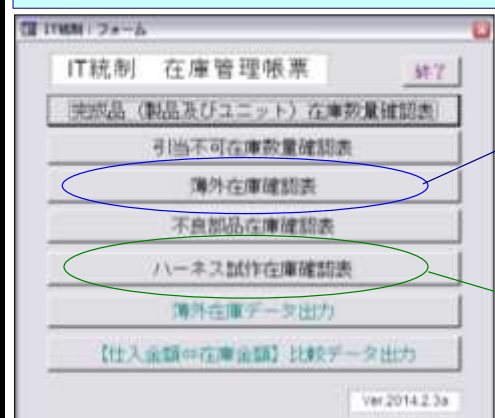 IT統制：フォーム
IT統制　在庫管理帳票
終了
完成品（製品及びユニット）在庫数量確認表
引当不可在庫数量確認表
簿外在庫確認表
不良部品在庫確認表
ハーネス試作在庫確認表
簿外在庫データ出力
【仕入金額⇔在庫金額】比較データ出力
Ver.2014.2.3a